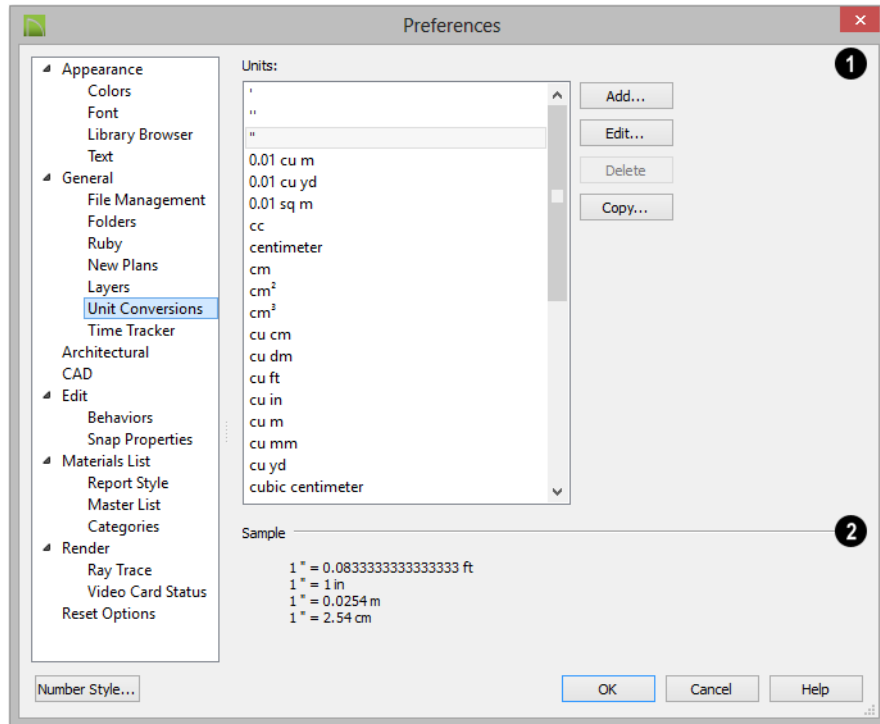 Preferences
Appearance
Colors
Font
Library Browser
Text
General
File Management
Folders
Ruby
New Plans
Layers
Unit Conversions
Time Tracker
Architectural
CAD
Edit
Behaviors
Snap Properties
Materials List
Report Style
Master List
Categories
Render
Ray Trace
Video Card Status
Reset Options
Units:
'
''
"
0.01 cu m
0.01 cu yd
0.01 sq m
cc
centimeter
cm
cm²
cm³
cu cm
cu dm
cu ft
cu in
cu m
cu mm
cu yd
cubic centimeter
Add...
Edit...
Delete
Copy...
1
Sample
2
1 " = 0.0833333333333333 ft
1 " = 1 in
1 " = 0.0254 m
1 " = 2.54 cm
Number Style...
OK
Cancel
Help